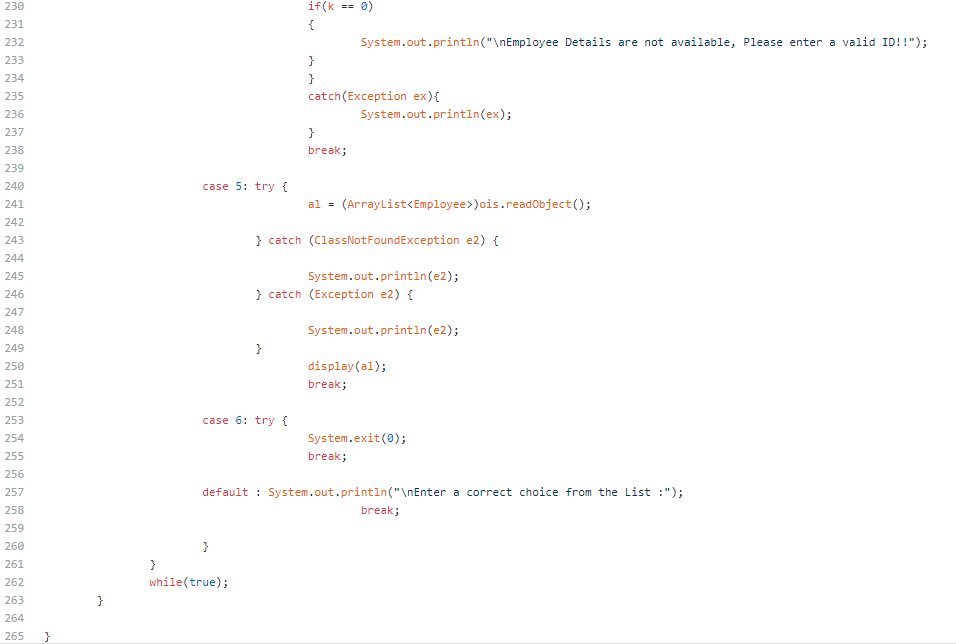 230 if(k == 0)
231 {
232 System.out.println("\nEmployee Details are not available, Please enter a valid ID!!");
233 }
234 }
235 catch(Exception ex){
236 System.out.println(ex);
237 }
238 break;
239
240 case 5: try {
241 al = (ArrayList<Employee>)ois.readObject();
242
243 } catch (ClassNotFoundException e2) {
244
245 System.out.println(e2);
246 } catch (Exception e2) {
247
248 System.out.println(e2);
249 }
250 display(al);
251 break;
252
253 case 6: try {
254 System.exit(0);
255 break;
256
257 default : System.out.println("\nEnter a correct choice from the List :");
258 break;
259
260 }
261 }
262 while(true);
263 }
264
265 }